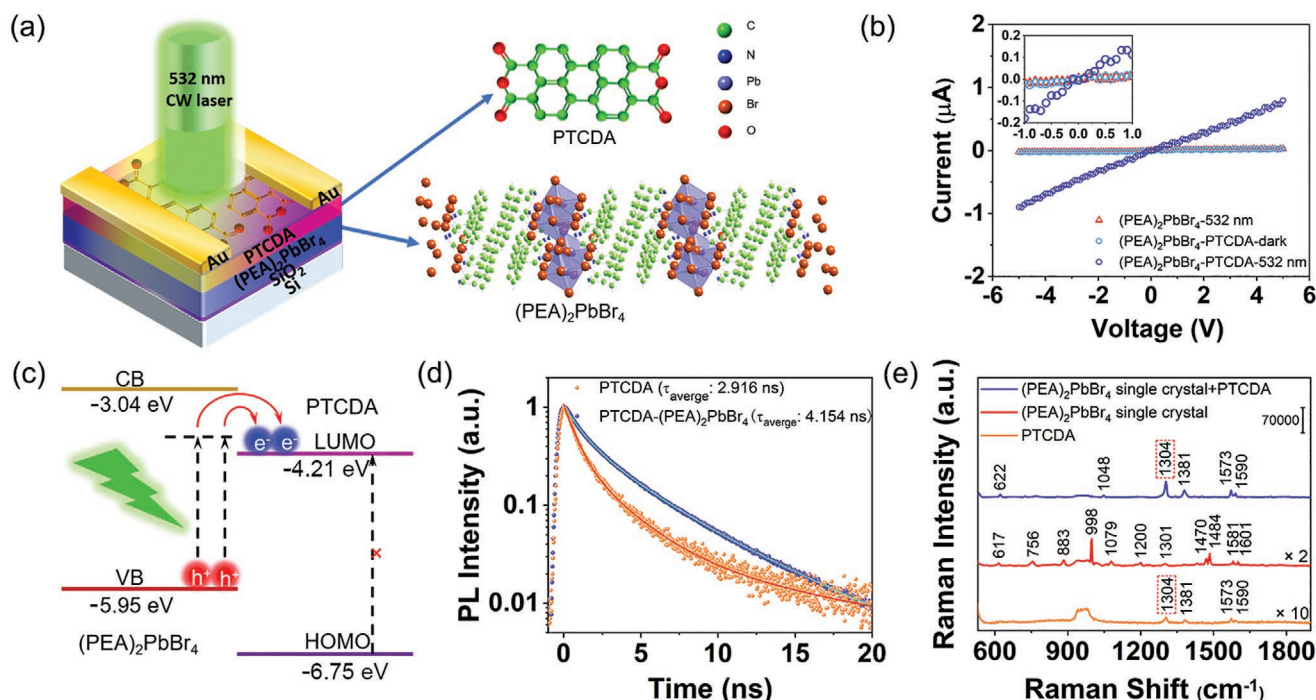 (a)
532 nm
CW laser
Au
Au
PTCDA
(PEA)2PbBr4
SiO2
Si
PTCDA
C
N
Pb
Br
O
(PEA)2PbBr4
(b)
Current (μA)
2
1
0
-1
-2
-6 -4 -2 0 2 4 6
Voltage (V)
0.2
0.1
0.0
-0.1
-0.2
-1.0 -0.5 0.0 0.5 1.0
(PEA)2PbBr4-532 nm
(PEA)2PbBr4-PTCDA-dark
(PEA)2PbBr4-PTCDA-532 nm
(c)
CB
-3.04 eV
PTCDA
e- e-
LUMO
-4.21 eV
×
VB
h+ h+
-5.95 eV
(PEA)2PbBr4
HOMO
-6.75 eV
(d)
PL Intensity (a.u.)
PTCDA (τaverge: 2.916 ns)
PTCDA-(PEA)2PbBr4 (τaverge: 4.154 ns)
1
0.1
0.01
0 5 10 15 20
Time (ns)
(e)
Raman Intensity (a.u.)
(PEA)2PbBr4 single crystal+PTCDA
(PEA)2PbBr4 single crystal
PTCDA
70000
622 1048 1304 1381 1573 1590
617 756 883 998 1079 1200 1301 1470 1484 1581 1601
× 2
1304 1381 1573 1590
× 10
600 900 1200 1500 1800
Raman Shift (cm-1)